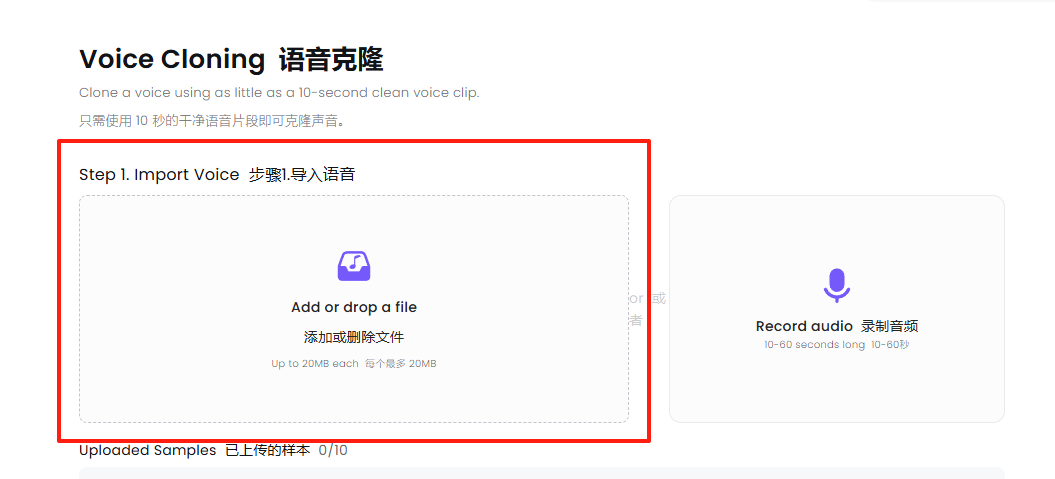 Voice Cloning 语音克隆
Clone a voice using as little as a 10-second clean voice clip.
只需使用 10 秒的干净语音片段即可克隆声音。
Step 1. Import Voice 步骤1.导入语音
Add or drop a file
添加或删除文件
Up to 20MB each 每个最多 20MB
or 或
者
Record audio 录制音频
10-60 seconds long 10-60秒
Uploaded Samples 已上传的样本 0/10